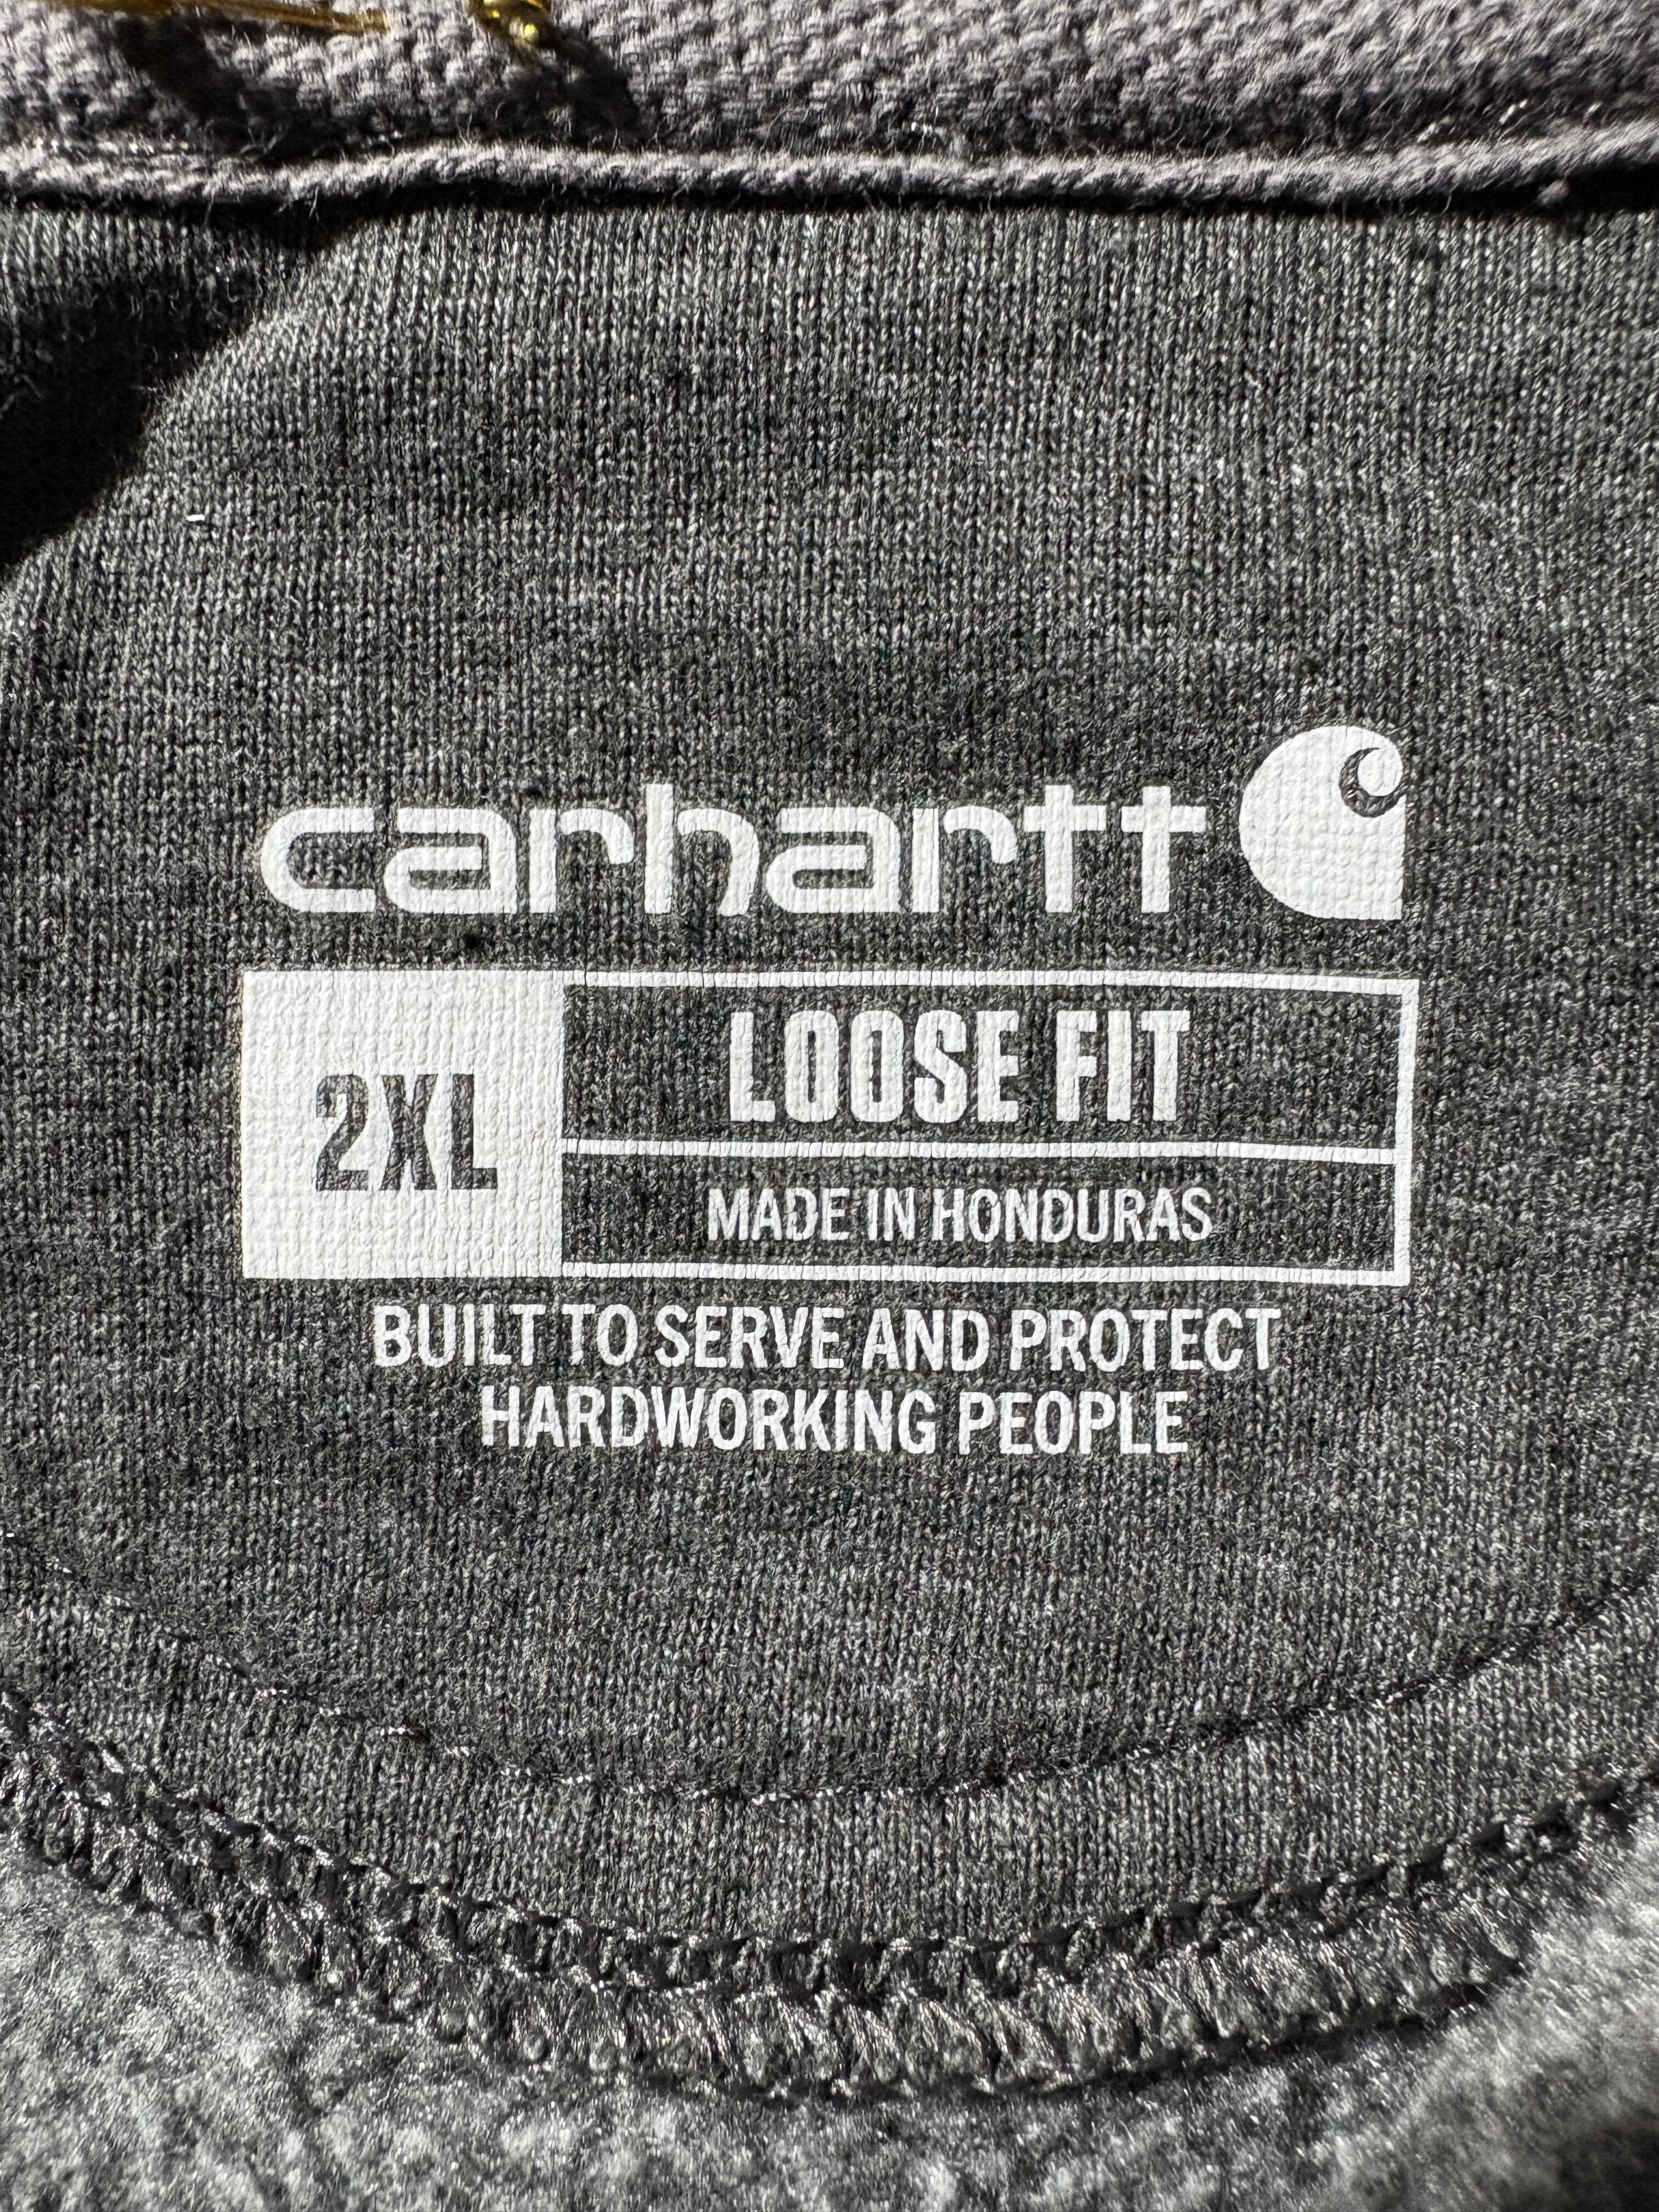 carhartt
2XL
LOOSE FIT
MADE IN HONDURAS
BUILT TO SERVE AND PROTECT
HARDWORKING PEOPLE